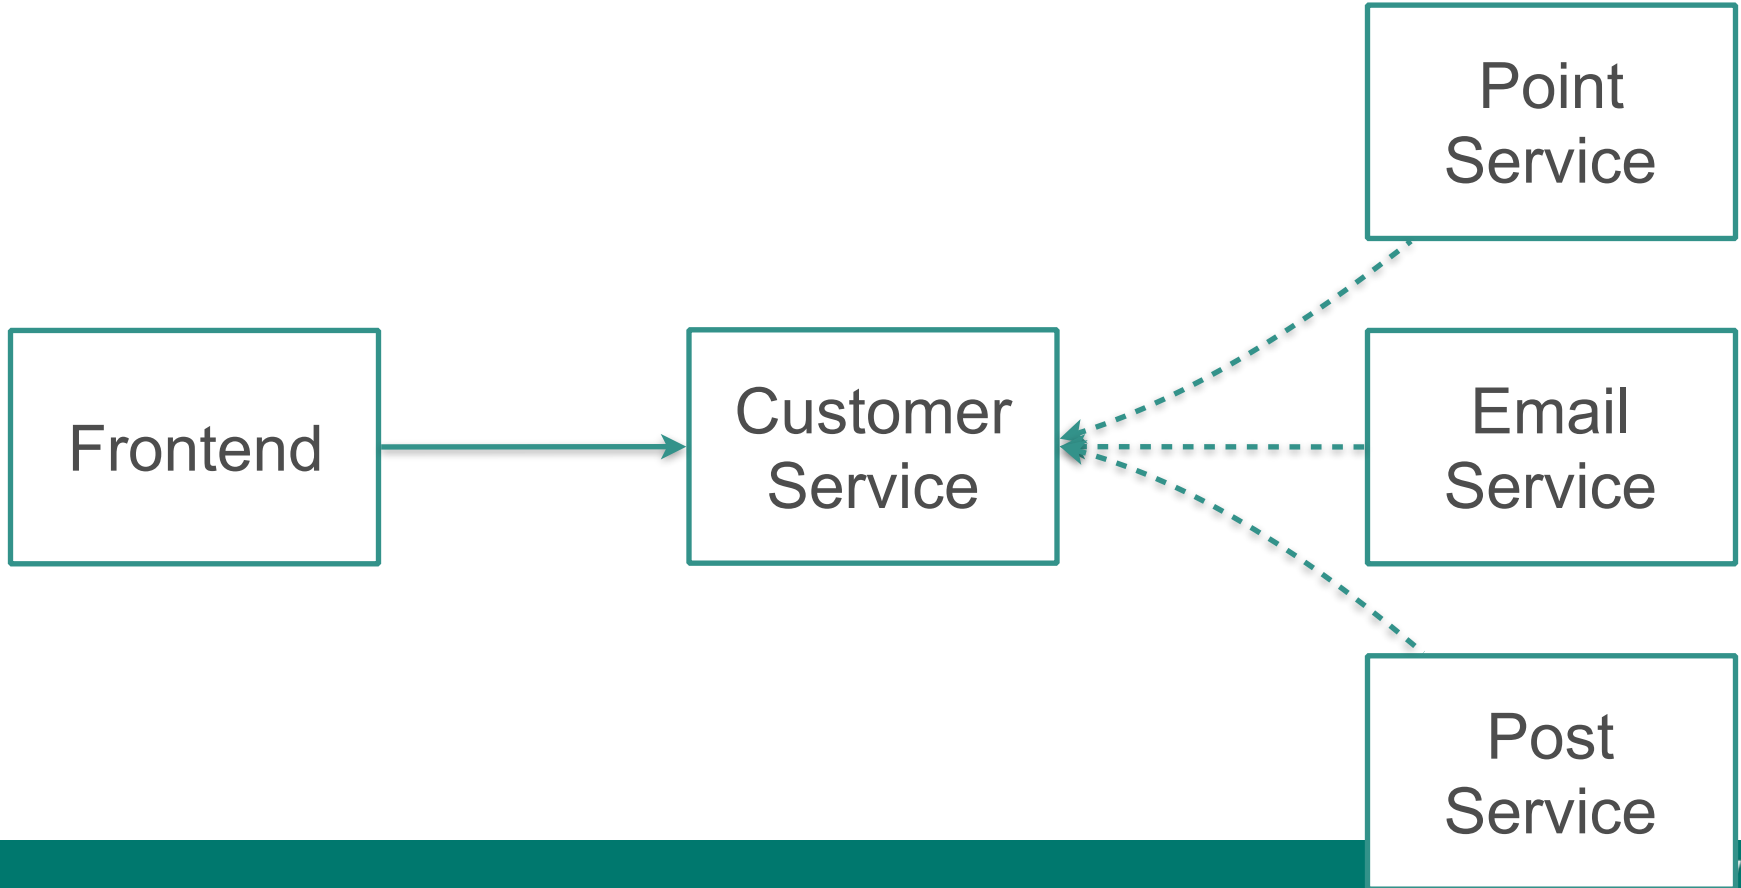 Point
Service
Frontend
Customer
Service
Email
Service
Post
Service